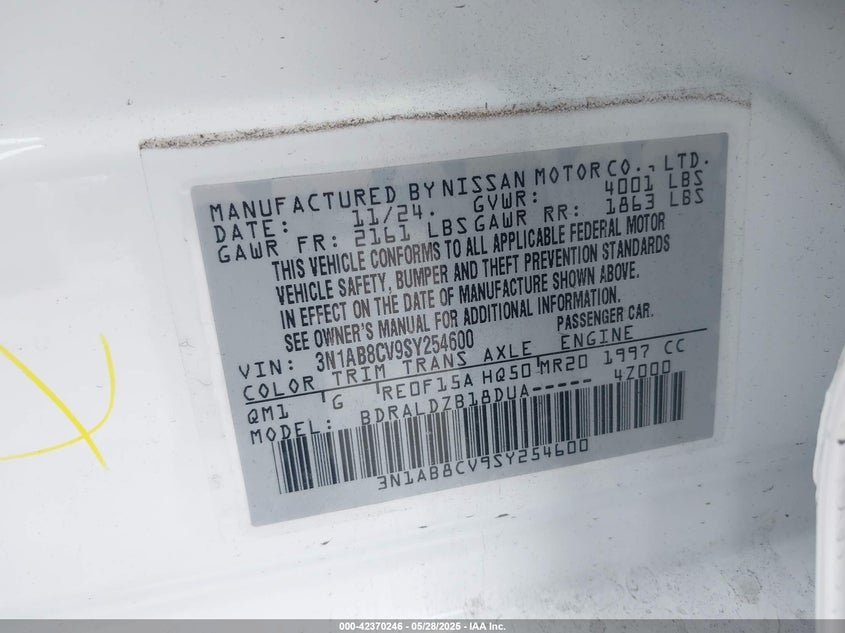 MANUFACTURED BY NISSAN MOTOR CO., LTD.
DATE: 11/24. GVWR: 4001 LBS
GAWR FR: 2161 LBS GAWR RR: 1863 LBS
THIS VEHICLE CONFORMS TO ALL APPLICABLE FEDERAL MOTOR
VEHICLE SAFETY, BUMPER AND THEFT PREVENTION STANDARDS
IN EFFECT ON THE DATE OF MANUFACTURE SHOWN ABOVE.
SEE OWNER'S MANUAL FOR ADDITIONAL INFORMATION.
VIN: 3N1AB8CV9SY254600 PASSENGER CAR.
COLOR TRIM TRANS AXLE ENGINE
QM1 G RE0F15A HQ50 MR20 1997 CC
MODEL: BDRALDZB18DUA----- 4Z000
3N1AB8CV9SY254600
000-42370246 - 05/28/2025 - IAA Inc.